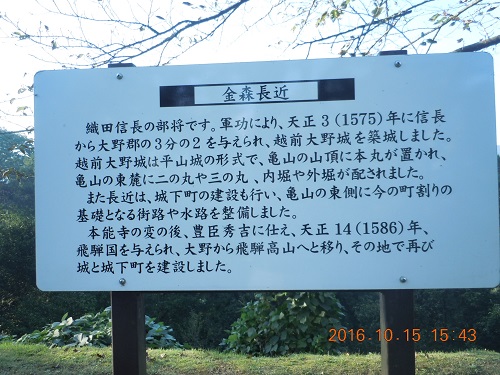 金森長近
織田信長の部将です。軍功により、天正3(1575)年に信長
から大野郡の3分の2を与えられ、越前大野城を築城しました。
越前大野城は平山城の形式で、亀山の山頂に本丸が置かれ、
亀山の東麓に二の丸や三の丸、内堀や外堀が配されました。
また長近は、城下町の建設も行い、亀山の東側に今の町割りの
基礎となる街路や水路を整備しました。
本能寺の変の後、豊臣秀吉に仕え、天正14(1586)年、
飛騨国を与えられ、大野から飛騨高山へと移り、その地で再び
城と城下町を建設しました。
2016.10.15 15:43